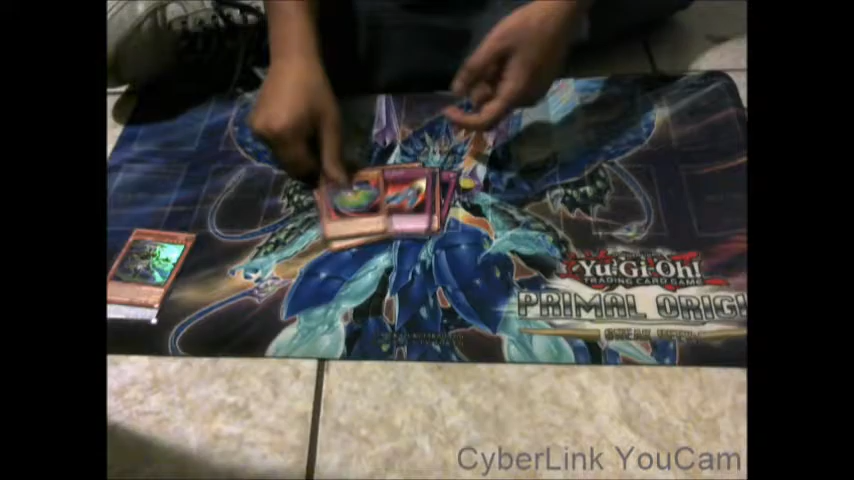 Yu-Gi-Oh!
TRADING CARD GAME
PRIMAL ORIGI
CyberLink YouCam